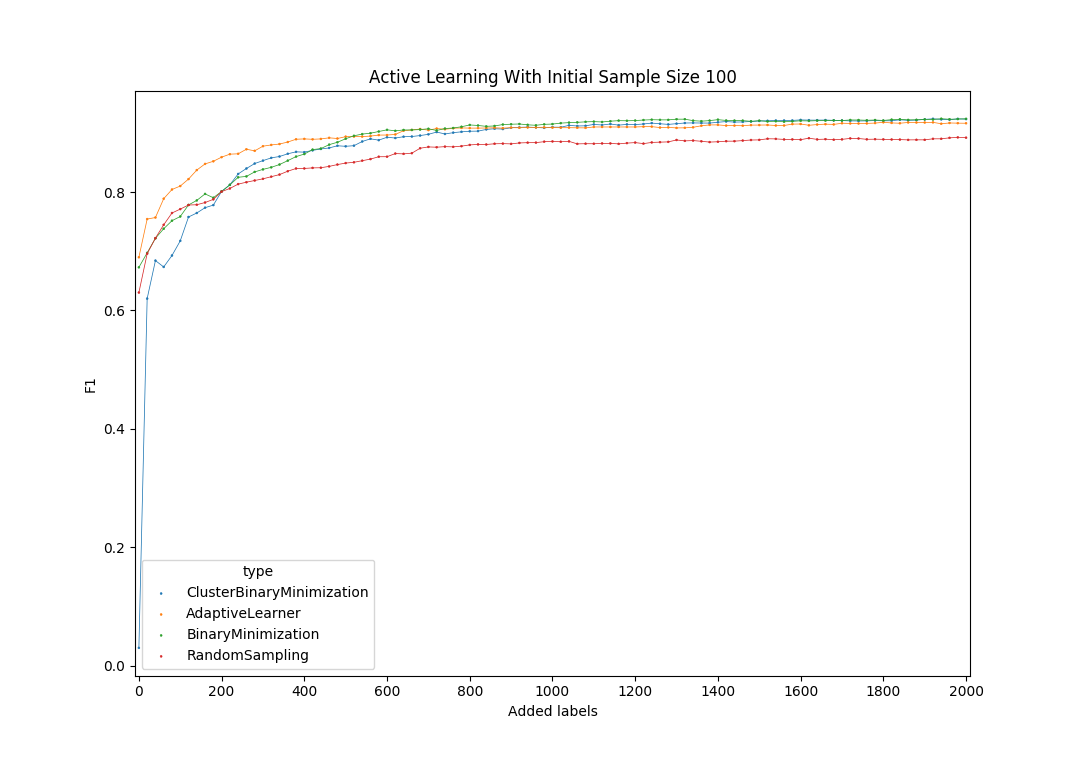 Active Learning With Initial Sample Size 100
F1
0.8
0.6
0.4
0.2
0.0
type
ClusterBinaryMinimization
AdaptiveLearner
BinaryMinimization
RandomSampling
0 200 400 600 800 1000 1200 1400 1600 1800 2000
Added labels